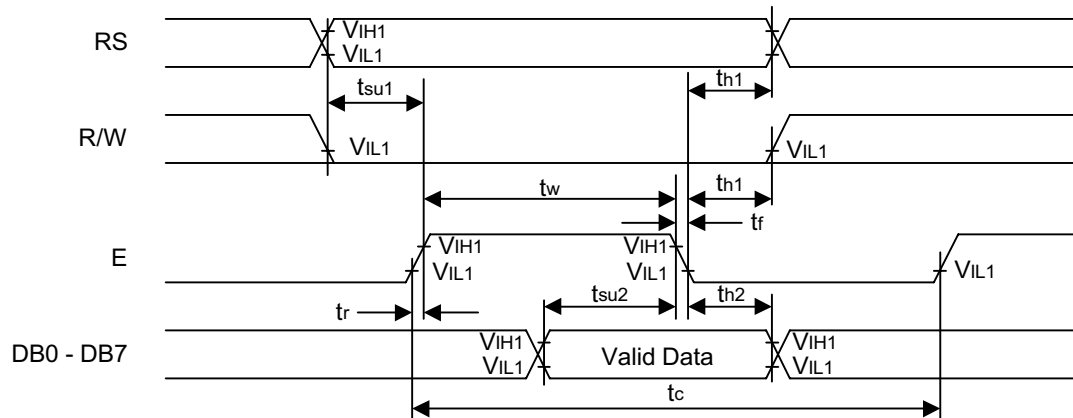 RS
VIH1
VIL1
tsu1
th1
R/W
VIL1
VIL1
tw
th1
tf
E
VIH1
VIL1
VIH1
VIL1
VIL1
tr
tsu2
th2
DB0 - DB7
VIH1
VIL1
Valid Data
VIH1
VIL1
tc